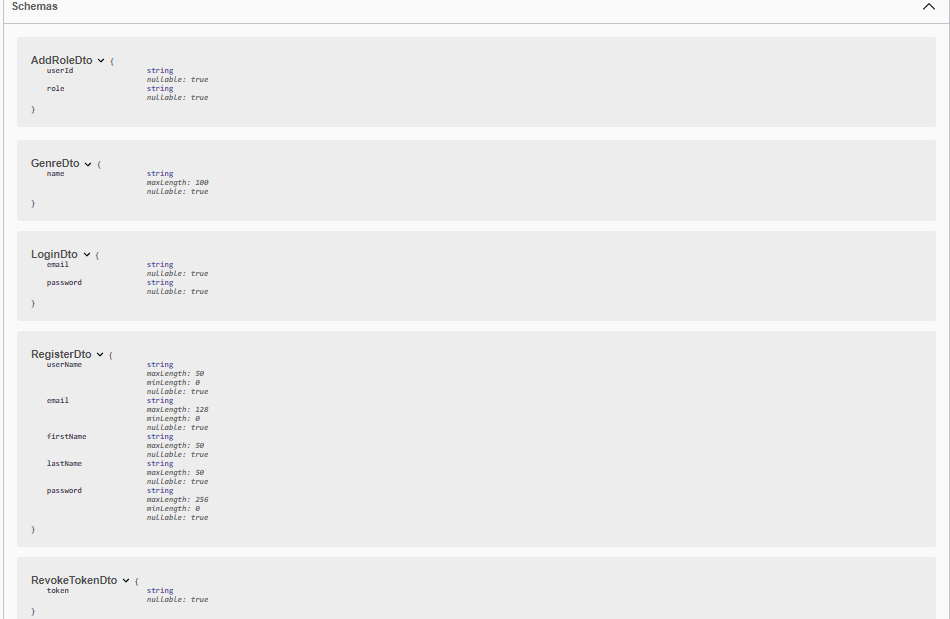 Schemas
AddRoleDto {
userId string
nullable: true
role string
nullable: true
}
GenreDto {
name string
maxLength: 100
nullable: true
}
LoginDto {
email string
nullable: true
password string
nullable: true
}
RegisterDto {
userName string
maxLength: 50
minLength: 0
nullable: true
email string
maxLength: 128
minLength: 0
nullable: true
firstName string
maxLength: 50
nullable: true
lastName string
maxLength: 50
nullable: true
password string
maxLength: 256
minLength: 0
nullable: true
}
RevokeTokenDto {
token string
nullable: true
}